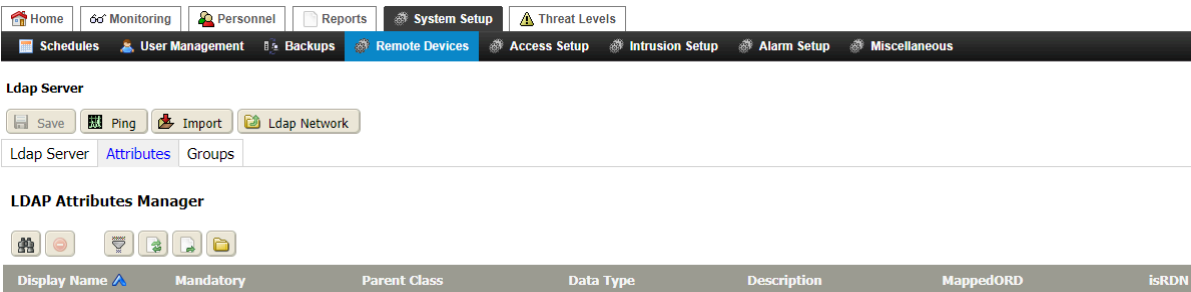 Home Monitoring Personnel Reports System Setup Threat Levels
Schedules User Management Backups Remote Devices Access Setup Intrusion Setup Alarm Setup Miscellaneous
Ldap Server
Save Ping Import Ldap Network
Ldap Server Attributes Groups
LDAP Attributes Manager
Display Name Mandatory Parent Class Data Type Description MappedORD isRDN